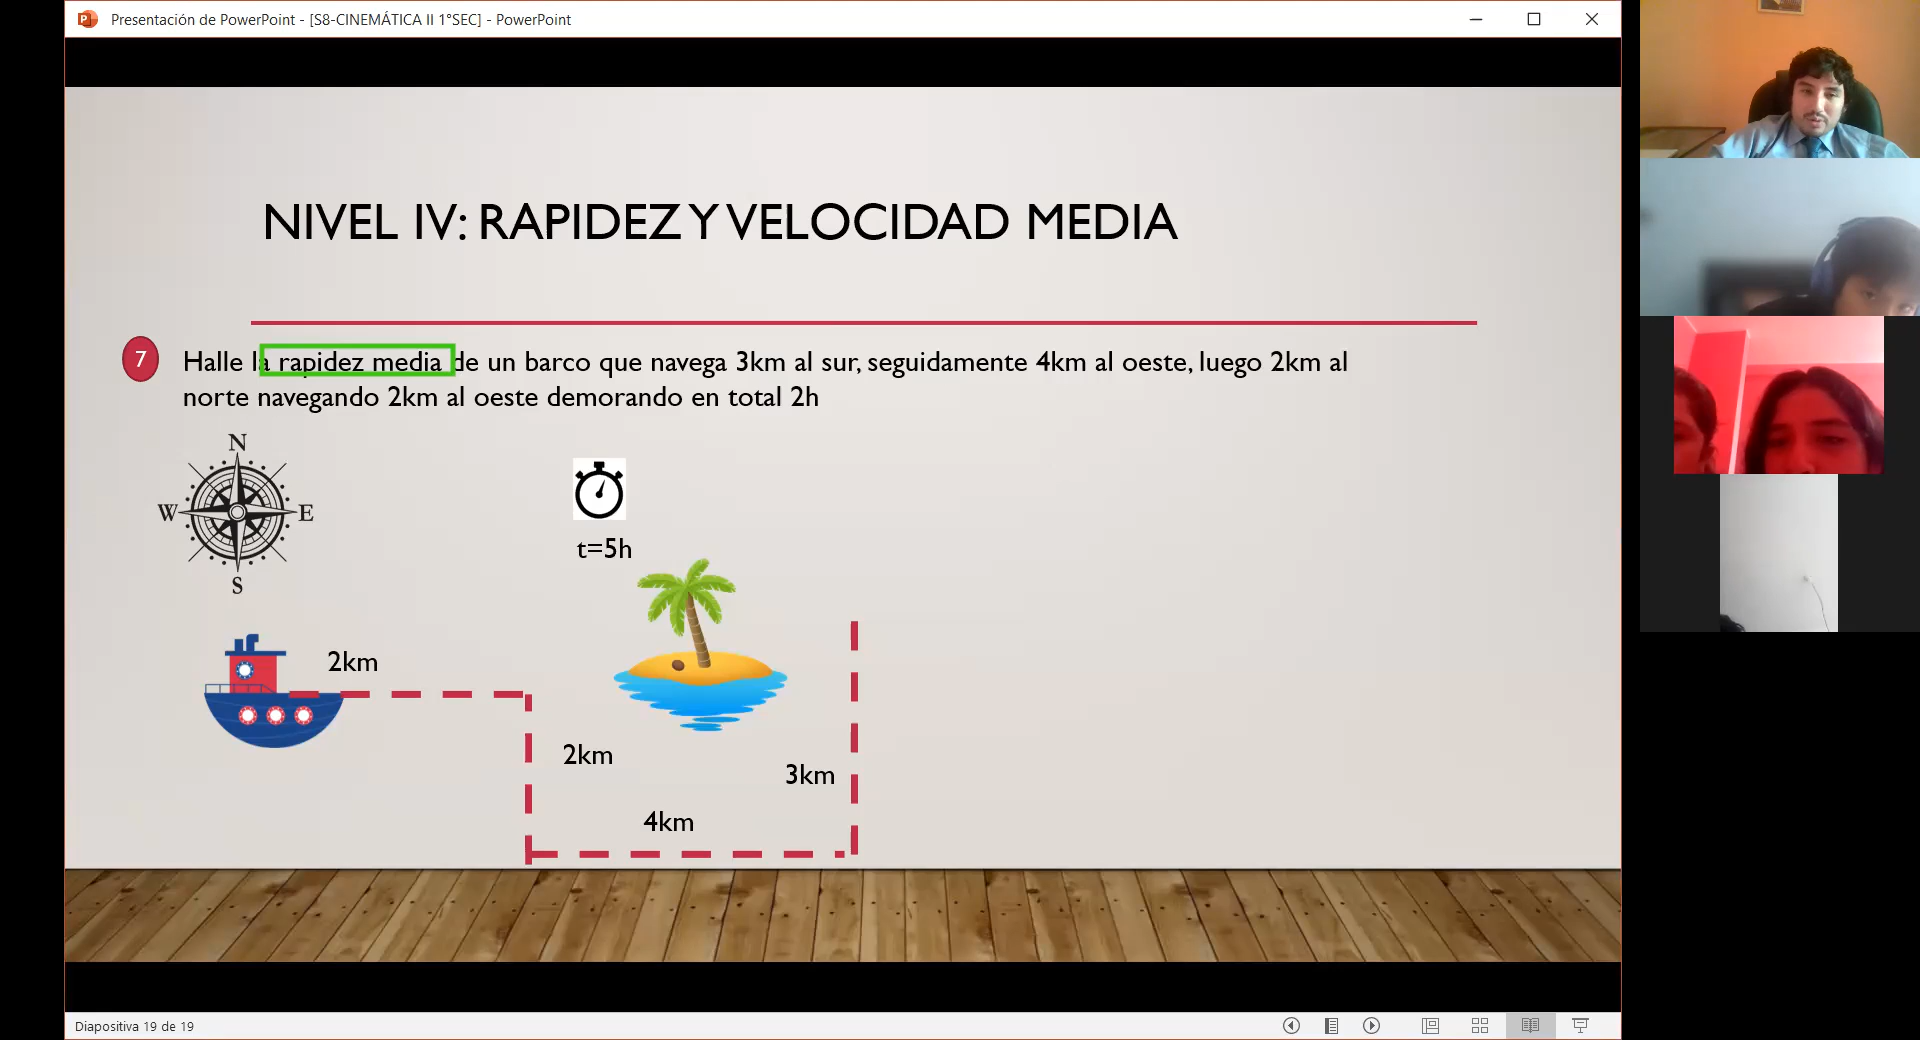 Presentación de PowerPoint - [S8-CINEMÁTICA II 1°SEC] - PowerPoint
NIVEL IV: RAPIDEZ Y VELOCIDAD MEDIA
7
Halle la rapidez media de un barco que navega 3km al sur, seguidamente 4km al oeste, luego 2km al
norte navegando 2km al oeste demorando en total 2h
N
W
E
S
t=5h
2km
2km
3km
4km
Diapositiva 19 de 19